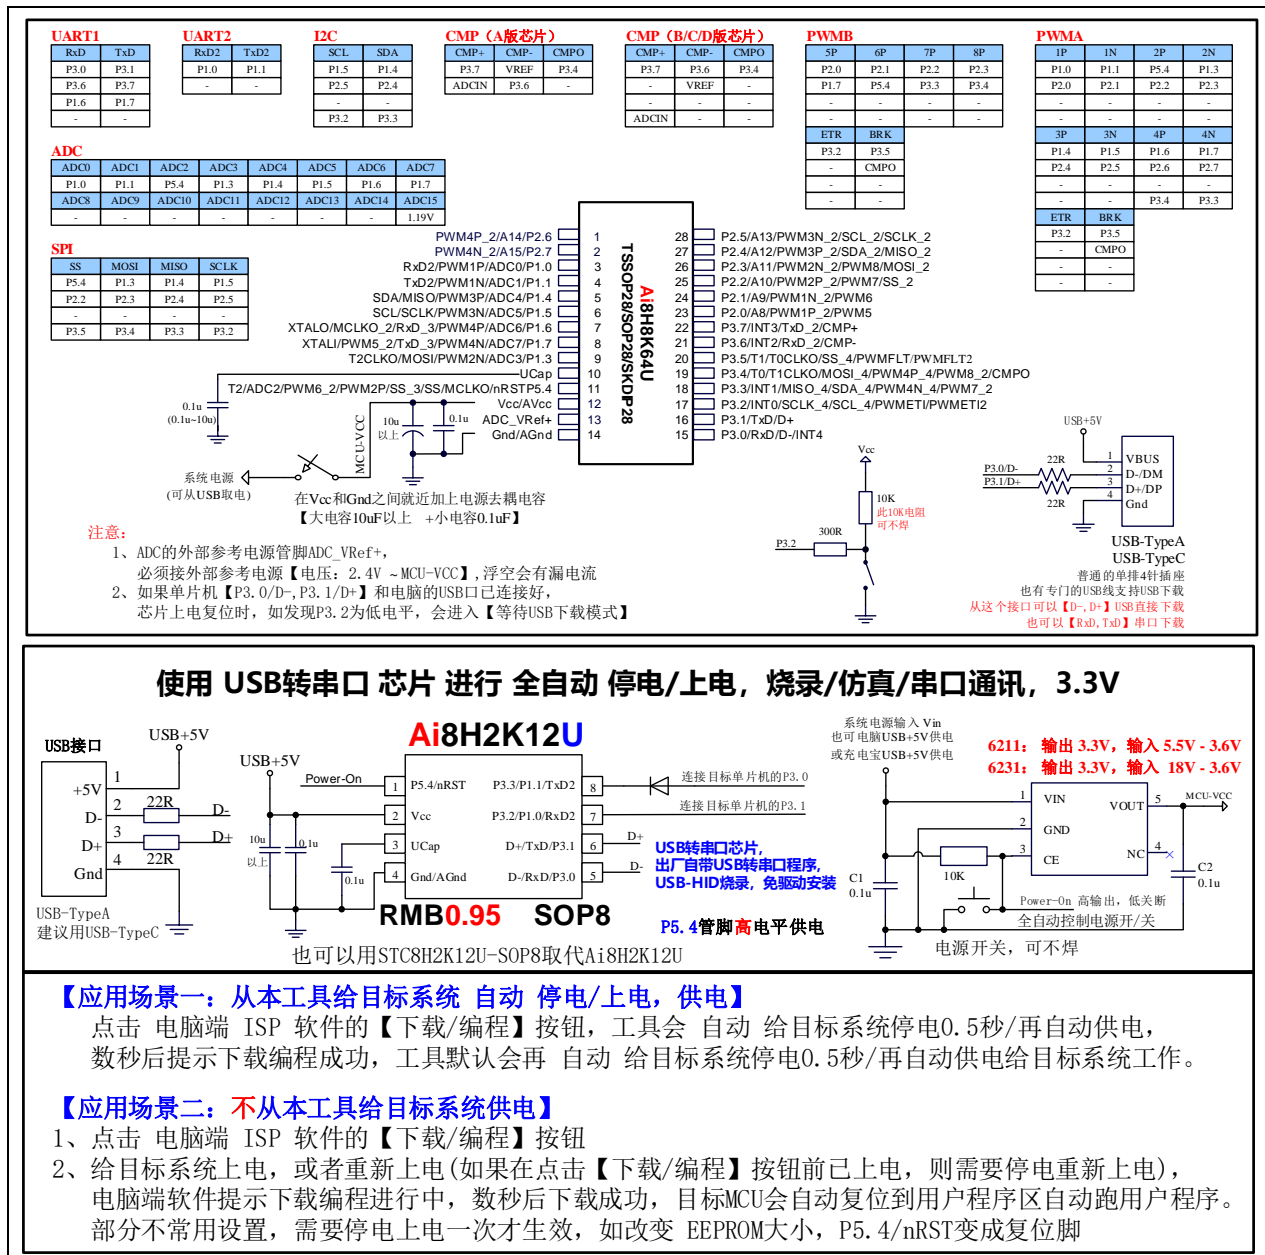 UART1
RxD TxD
P3.0 P3.1
P3.6 P3.7
P1.6 P1.7
- -
UART2
RxD2 TxD2
P1.0 P1.1
- -
I2C
SCL SDA
P1.5 P1.4
P2.5 P2.4
- -
P3.2 P3.3
CMP（A版芯片）
CMP+ CMP- CMPO
P3.7 VREF P3.4
ADCIN P3.6 -
CMP（B/C/D版芯片）
CMP+ CMP- CMPO
P3.7 P3.6 P3.4
- VREF -
- - -
ADCIN - -
PWMB
5P 6P 7P 8P
P2.0 P2.1 P2.2 P2.3
P1.7 P5.4 P3.3 P3.4
- - - -
- - - -
ETR BRK
P3.2 P3.5
- CMPO
- -
- -
PWMA
1P 1N 2P 2N
P1.0 P1.1 P5.4 P1.3
P2.0 P2.1 P2.2 P2.3
- - - -
- - - -
3P 3N 4P 4N
P1.4 P1.5 P1.6 P1.7
P2.4 P2.5 P2.6 P2.7
- - - -
- - P3.4 P3.3
ETR BRK
P3.2 P3.5
- CMPO
- -
- -
ADC
ADC0 ADC1 ADC2 ADC3 ADC4 ADC5 ADC6 ADC7
P1.0 P1.1 P5.4 P1.3 P1.4 P1.5 P1.6 P1.7
ADC8 ADC9 ADC10 ADC11 ADC12 ADC13 ADC14 ADC15
- - - - - - - 1.19V
SPI
SS MOSI MISO SCLK
P5.4 P1.3 P1.4 P1.5
P2.2 P2.3 P2.4 P2.5
- - - -
P3.5 P3.4 P3.3 P3.2
PWM4P_2/A14/P2.6 1
PWM4N_2/A15/P2.7 2
RxD2/PWM1P/ADC0/P1.0 3
TxD2/PWM1N/ADC1/P1.1 4
SDA/MISO/PWM3P/ADC4/P1.4 5
SCL/SCLK/PWM3N/ADC5/P1.5 6
XTALO/MCLKO_2/RxD_3/PWM4P/ADC6/P1.6 7
XTALI/PWM5_2/TxD_3/PWM4N/ADC7/P1.7 8
T2CLKO/MOSI/PWM2N/ADC3/P1.3 9
UCap 10
T2/ADC2/PWM6_2/PWM2P/SS_3/SS/MCLKO/nRSTP5.4 11
Vcc/AVcc 12
ADC_VRef+ 13
Gnd/AGnd 14
Ai8H8K64U
TSSOP28/SOP28/SKDIP28
28 P2.5/A13/PWM3N_2/SCL_2/SCLK_2
27 P2.4/A12/PWM3P_2/SDA_2/MISO_2
26 P2.3/A11/PWM2N_2/PWM8/MOSI_2
25 P2.2/A10/PWM2P_2/PWM7/SS_2
24 P2.1/A9/PWM1N_2/PWM6
23 P2.0/A8/PWM1P_2/PWM5
22 P3.7/INT3/TxD_2/CMP+
21 P3.6/INT2/RxD_2/CMP-
20 P3.5/T1/T0CLKO/SS_4/PWMFLT/PWMFLT2
19 P3.4/T0/T1CLKO/MOSI_4/PWM4P_4/PWM8_2/CMPO
18 P3.3/INT1/MISO_4/SDA_4/PWM4N_4/PWM7_2
17 P3.2/INT0/SCLK_4/SCL_4/PWMETI/PWMETI2
16 P3.1/TxD/D+
15 P3.0/RxD/D-/INT4
0.1u
(0.1u~10u)
MCU-VCC
10u
以上
0.1u
系统电源
(可从USB取电)
在Vcc和Gnd之间就近加上电源去耦电容
【大电容10uF以上 +小电容0.1uF】
注意：
1、ADC的外部参考电源管脚ADC_VRef+，
必须接外部参考电源【电压：2.4V ~MCU-VCC】,浮空会有漏电流
2、如果单片机【P3.0/D-,P3.1/D+】和电脑的USB口已连接好，
芯片上电复位时，如发现P3.2为低电平，会进入【等待USB下载模式】
Vcc
10K
此10K电阻
可不焊
300R
P3.2
USB+5V
P3.0/D- 22R
P3.1/D+
22R
1 VBUS
2 D-/DM
3 D+/DP
4 Gnd
USB-TypeA
USB-TypeC
普通的单排4针插座
也有专门的USB线支持USB下载
从这个接口可以【D-,D+】USB直接下载
也可以【RxD,TxD】串口下载
使用 USB转串口 芯片 进行 全自动 停电/上电，烧录/仿真/串口通讯，3.3V
USB接口
USB+5V
+5V 1
D- 2 22R D-
D+ 3 D+
Gnd 4 22R
USB-TypeA
建议用USB-TypeC
USB+5V
10u
以上
0.1u
0.1u
Power-On
Ai8H2K12U
1 P5.4/nRST P3.3/P1.1/TxD2 8 连接目标单片机的P3.0
2 Vcc P3.2/P1.0/RxD2 7 连接目标单片机的P3.1
3 UCap D+/TxD/P3.1 6 D+
4 Gnd/AGnd D-/RxD/P3.0 5 D-
RMB0.95 SOP8
USB转串口芯片，
出厂自带USB转串口程序，
USB-HID烧录，免驱动安装
P5.4管脚高电平供电
也可以用STC8H2K12U-SOP8取代Ai8H2K12U
系统电源输入 Vin
也可电脑USB+5V供电
或充电宝USB+5V供电
6211： 输出 3.3V，输入 5.5V - 3.6V
6231： 输出 3.3V，输入 18V - 3.6V
1 VIN VOUT 5 MCU-VCC
2 GND
3 CE NC 4
10K
C1
0.1u
C2
0.1u
Power-On 高输出，低关断
全自动控制电源开/关
电源开关，可不焊
【应用场景一：从本工具给目标系统 自动 停电/上电，供电】
点击 电脑端 ISP 软件的【下载/编程】按钮，工具会 自动 给目标系统停电0.5秒/再自动供电，
数秒后提示下载编程成功，工具默认会再 自动 给目标系统停电0.5秒/再自动供电给目标系统工作。
【应用场景二：不从本工具给目标系统供电】
1、点击 电脑端 ISP 软件的【下载/编程】按钮
2、给目标系统上电，或者重新上电(如果在点击【下载/编程】按钮前已上电，则需要停电重新上电)，
电脑端软件提示下载编程进行中，数秒后下载成功，目标MCU会自动复位到用户程序区自动跑用户程序。
部分不常用设置，需要停电上电一次才生效，如改变 EEPROM大小，P5.4/nRST变成复位脚